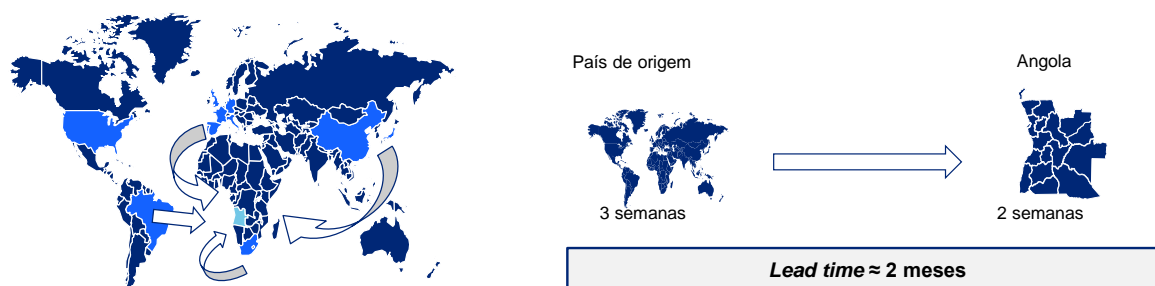 País de origem
Angola
3 semanas
2 semanas
Lead time ≈ 2 meses